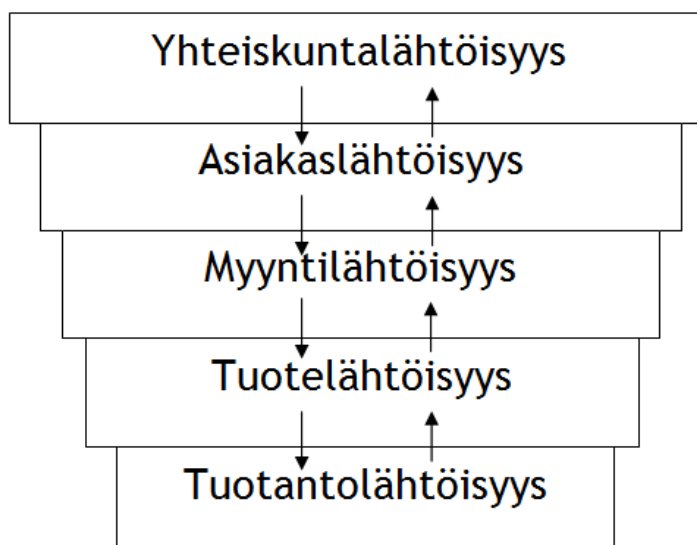 Yhteiskuntalähtöisyys
Asiakaslähtöisyys
Myyntilähtöisyys
Tuotelähtöisyys
Tuotantolähtöisyys